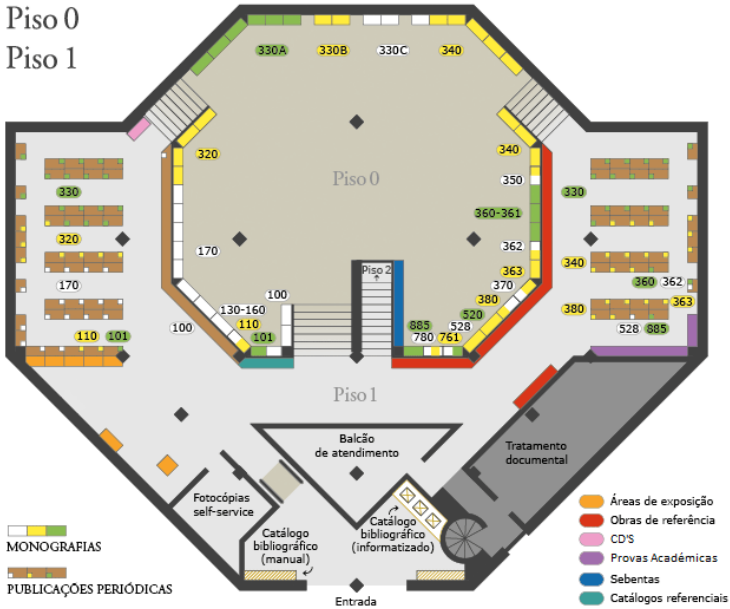 Piso 0
Piso 1
330A
330B
330C
340
320
340
350
Piso 0
330
330
360-361
320
170
362
340
170
363
Piso 2
370
360
362
100
380
363
130-160
520
380
110
885
528
100
101
780
761
528
885
110
101
Piso 1
Balcão
de atendimento
Tratamento
documental
Fotocópias
self-service
Catálogo
bibliográfico
(manual)
Catálogo
bibliográfico
(informatizado)
Entrada
MONOGRAFIAS
PUBLICAÇÕES PERIÓDICAS
Áreas de exposição
Obras de referência
CD'S
Provas Académicas
Sebentas
Catálogos referenciais